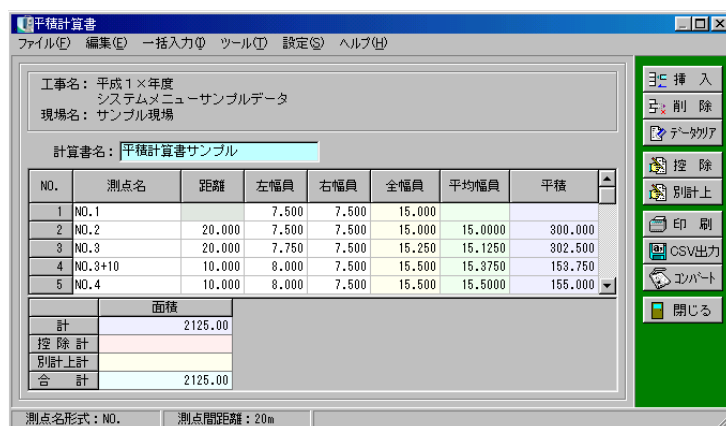 平積計算書
ファイル(F) 編集(E) 一括入力(I) ツール(T) 設定(S) ヘルプ(H)
工事名: 平成1×年度
システムメニューサンプルデータ
現場名: サンプル現場
計算書名: 平積計算書サンプル
NO. 測点名 距離 左幅員 右幅員 全幅員 平均幅員 平積
1 NO.1 7.500 7.500 15.000
2 NO.2 20.000 7.500 7.500 15.000 15.0000 300.000
3 NO.3 20.000 7.750 7.500 15.250 15.1250 302.500
4 NO.3+10 10.000 8.000 7.500 15.500 15.3750 153.750
5 NO.4 10.000 8.000 7.500 15.500 15.5000 155.000
面積
計 2125.00
控除計
別計上計
合計 2125.00
挿入
削除
ﾃﾞｰﾀｸﾘｱ
控除
別計上
印刷
CSV出力
ｺﾝﾊﾞｰﾄ
閉じる
測点名形式:NO. 測点間距離:20m